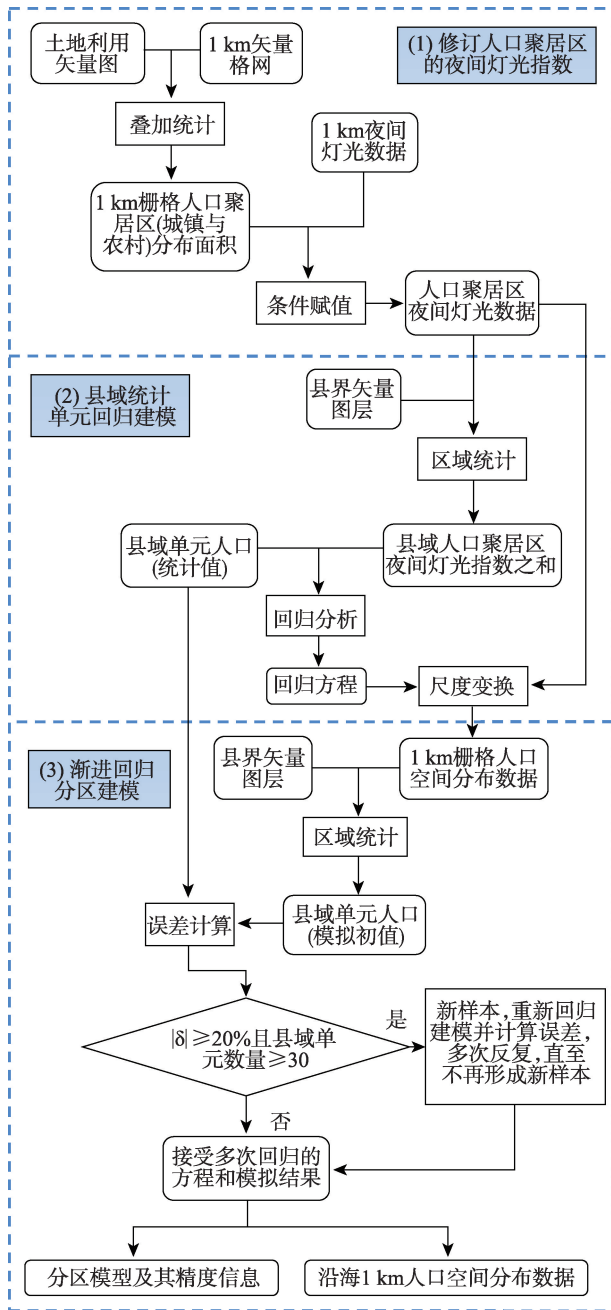 土地利用
矢量图
1 km矢量
格网
(1) 修订人口聚居区
的夜间灯光指数
叠加统计
1 km夜间
灯光数据
1 km栅格人口聚
居区(城镇与
农村)分布面积
条件赋值
人口聚居区
夜间灯光数据
(2) 县域统计
单元回归建模
县界矢量
图层
区域统计
县域单元人口
(统计值)
县域人口聚居区
夜间灯光指数之和
回归分析
回归方程
尺度变换
(3) 渐进回归
分区建模
县界矢量
图层
1 km栅格人口
空间分布数据
区域统计
误差计算
县域单元人口
(模拟初值)
|δ|≥20%且县域单
元数量≥30
是
新样本,重新回归
建模并计算误差,
多次反复,直至
不再形成新样本
否
接受多次回归的
方程和模拟结果
分区模型及其精度信息
沿海1 km人口空间分布数据